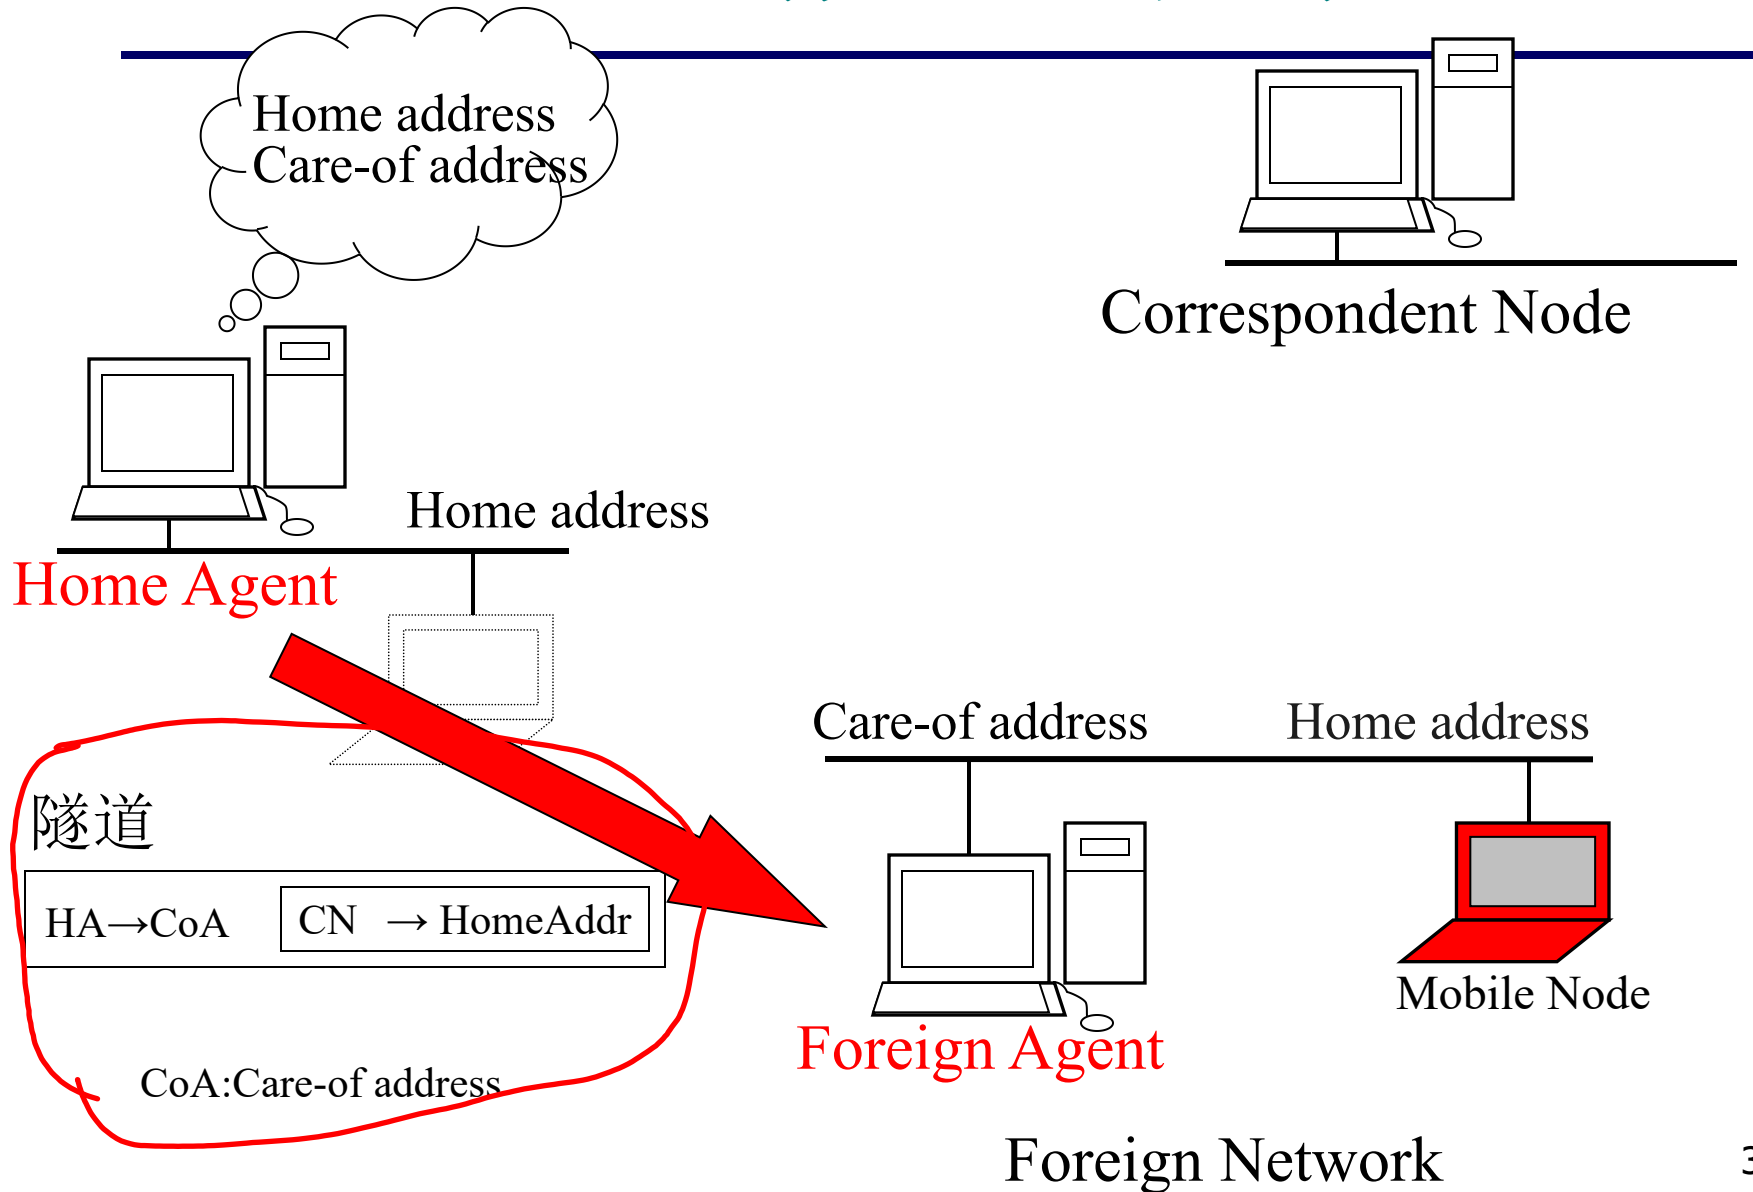 Home address
Care-of address
Correspondent Node
Home address
Home Agent
Care-of address
Home address
隧道
HA→CoA
CN → HomeAddr
Mobile Node
Foreign Agent
CoA:Care-of address
Foreign Network